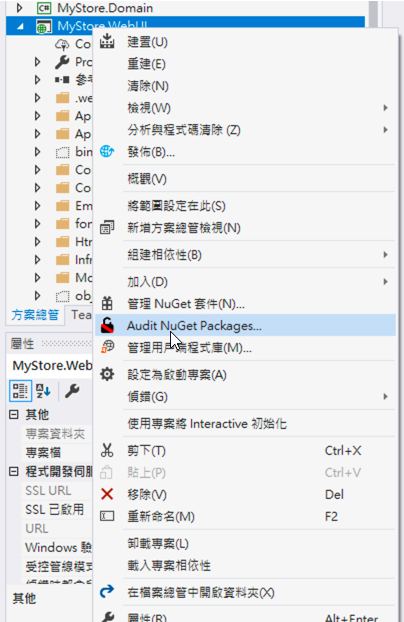 MyStore.Domain
MyStore.WebUI
Co
Pro
參
.we
Ap
Ap
bin
Co
Co
Em
for
Htr
Infr
Mo
obj
方案總管
Tea
屬性
MyStore.Web
其他
專案資料夾
專案檔
程式開發伺服
SSL URL
SSL 已啟用
URL
Windows 驗
受控管線模式
其他
建置(U)
重建(E)
清除(N)
檢視(W)
分析與程式碼清除 (Z)
發佈(B)...
概觀(V)
將範圍設定在此(S)
新增方案總管檢視(N)
組建相依性(B)
加入(D)
管理 NuGet 套件(N)...
Audit NuGet Packages...
管理用戶端程式庫(M)...
設定為啟動專案(A)
偵錯(G)
使用專案將 Interactive 初始化
剪下(T) Ctrl+X
貼上(P) Ctrl+V
移除(V) Del
重新命名(M) F2
卸載專案(L)
載入專案相依性
在檔案總管中開啟資料夾(X)
屬性(R) Alt+Enter